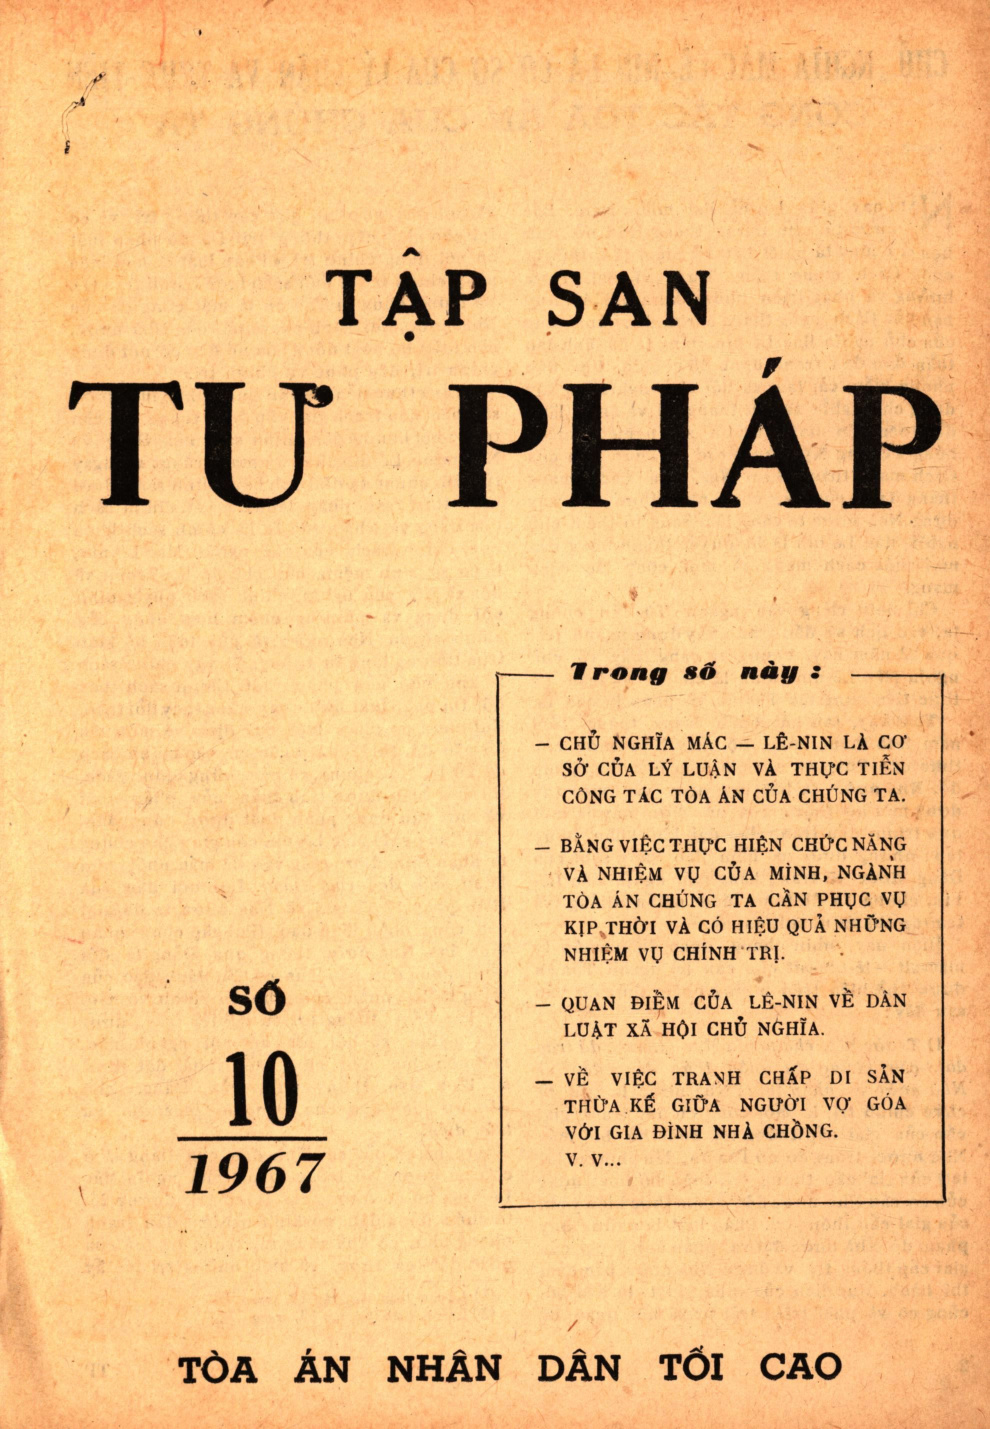 TẬP SAN
TƯ PHÁP
Trong số này :
— CHỦ NGHĨA MÁC — LÊ-NIN LÀ CƠ
SỞ CỦA LÝ LUẬN VÀ THỰC TIỄN
CÔNG TÁC TÒA ÁN CỦA CHÚNG TA.
— BẰNG VIỆC THỰC HIỆN CHỨC NĂNG
VÀ NHIỆM VỤ CỦA MÌNH, NGÀNH
TÒA ÁN CHÚNG TA CẦN PHỤC VỤ
KỊP THỜI VÀ CÓ HIỆU QUẢ NHỮNG
NHIỆM VỤ CHÍNH TRỊ.
— QUAN ĐIỂM CỦA LÊ-NIN VỀ DÂN
LUẬT XÃ HỘI CHỦ NGHĨA.
— VỀ VIỆC TRANH CHẤP DI SẢN
THỪA KẾ GIỮA NGƯỜI VỢ GÓA
VỚI GIA ĐÌNH NHÀ CHỒNG.
V. V...
SỐ
10
1967
TÒA ÁN NHÂN DÂN TỐI CAO